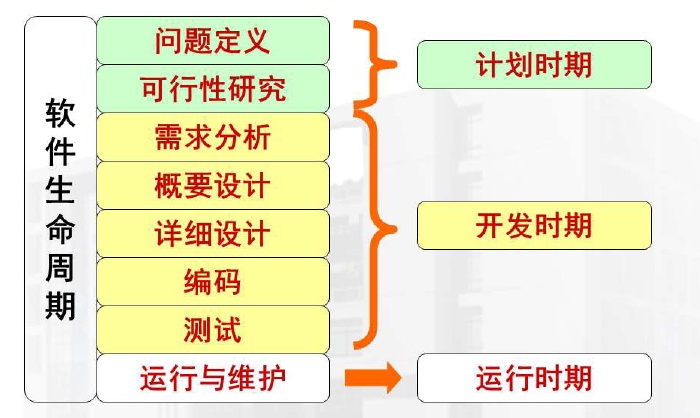 软件生命周期
问题定义
可行性研究
计划时期
需求分析
概要设计
详细设计
编码
测试
开发时期
运行与维护
运行时期